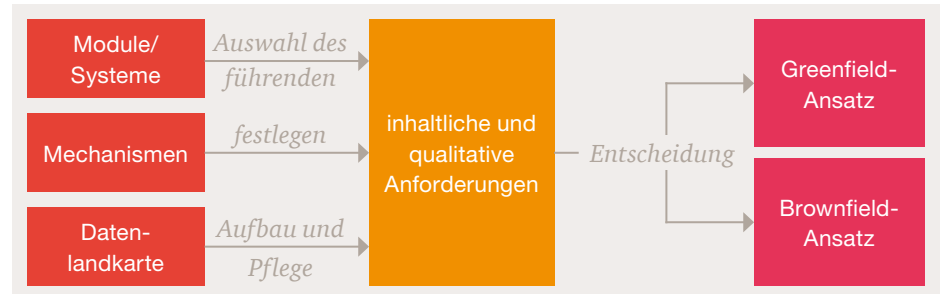 Module/
Systeme
Auswahl des
führenden
Mechanismen
festlegen
Daten-
landkarte
Aufbau und
Pflege
inhaltliche und
qualitative
Anforderungen
Entscheidung
Greenfield-
Ansatz
Brownfield-
Ansatz